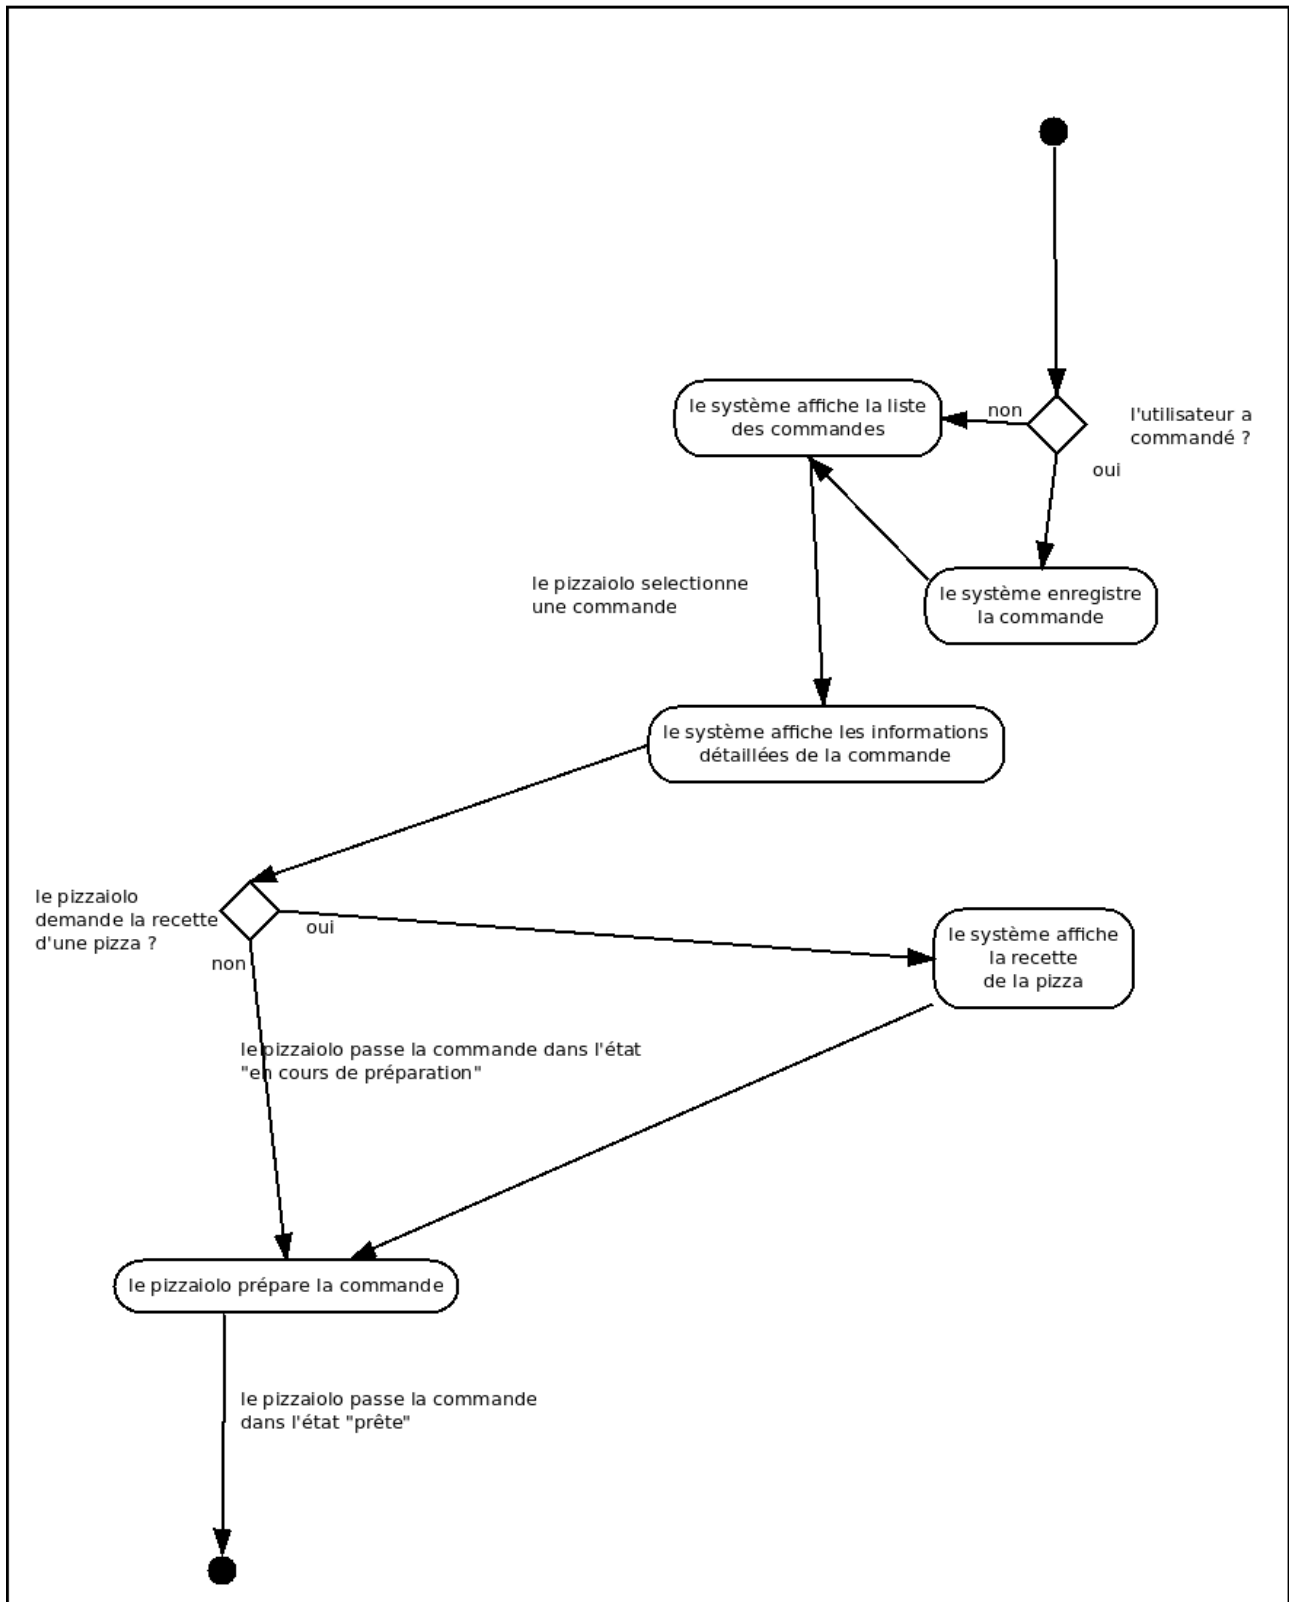 le système affiche la liste
des commandes
non
l'utilisateur a
commandé ?
oui
le pizzaiolo selectionne
une commande
le système enregistre
la commande
le système affiche les informations
détaillées de la commande
le pizzaiolo
demande la recette
d'une pizza ?
oui
non
le système affiche
la recette
de la pizza
le pizzaiolo passe la commande dans l'état
"en cours de préparation"
le pizzaiolo prépare la commande
le pizzaiolo passe la commande
dans l'état "prête"